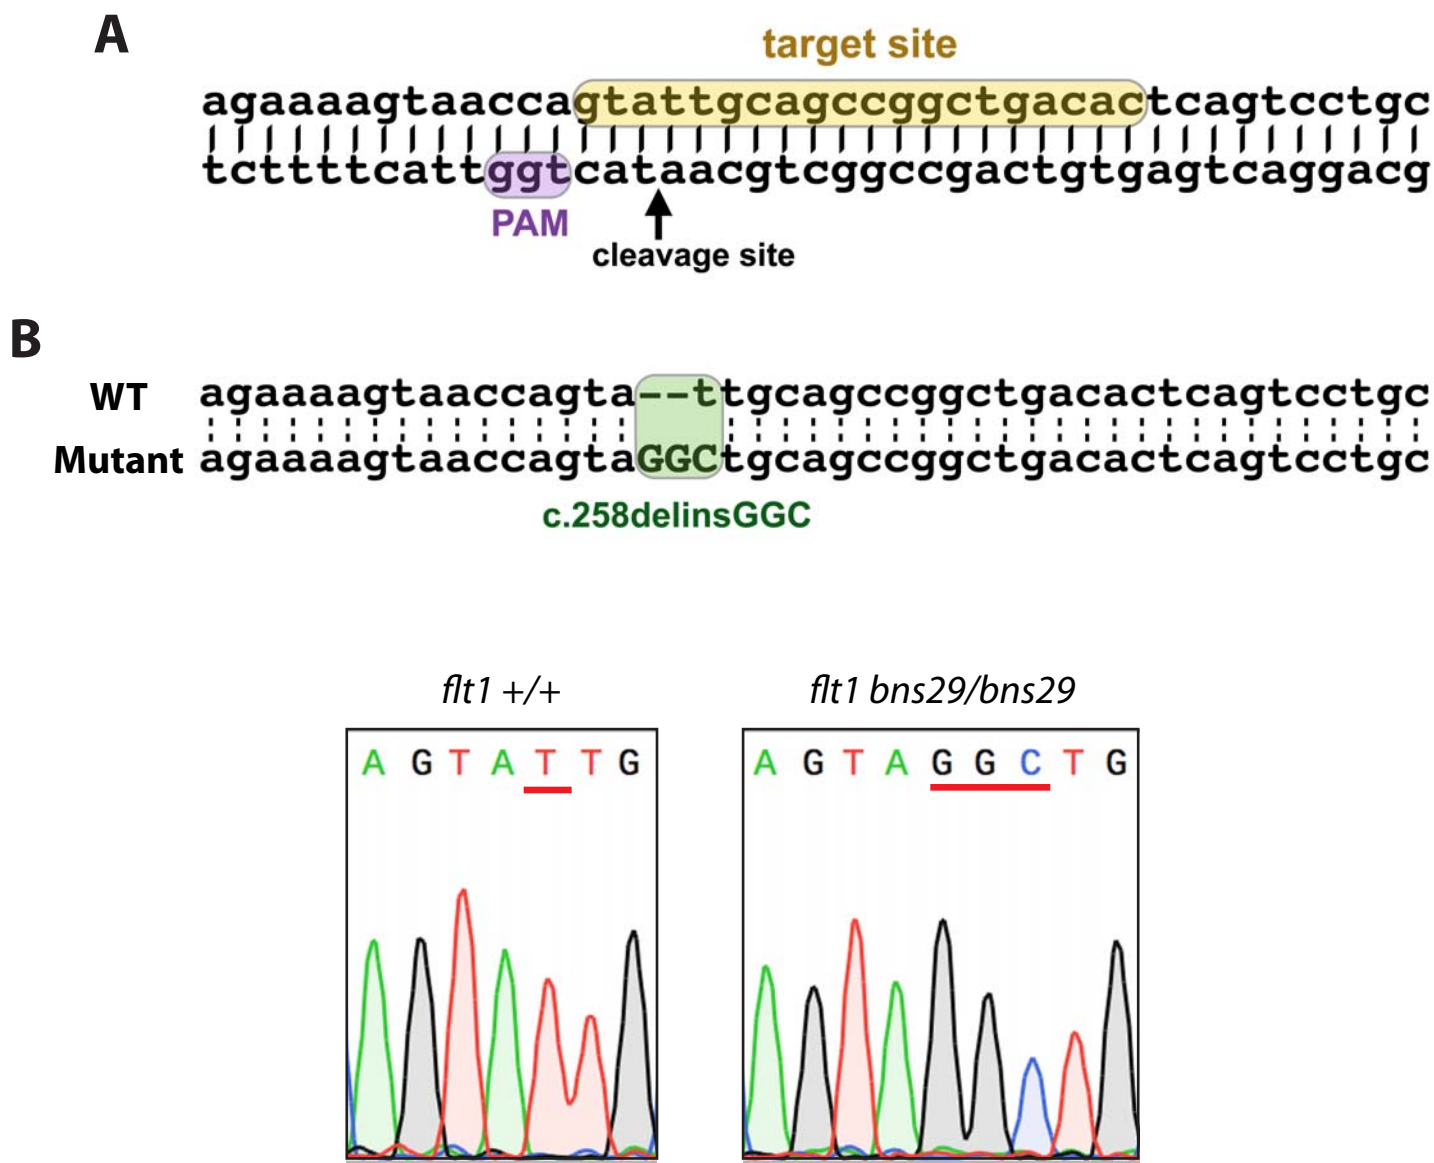 A
target site
agaaaagtaaccagtattgcagccggctgacactcagtcctgc
tcttttcattggtcataacgtcggccgactgtgagtcaggacg
PAM
cleavage site
B
WT agaaaagtaaccagta--ttgcagccggctgacactcagtcctgc
Mutant agaaaagtaaccagtaGGCtgcagccggctgacactcagtcctgc
c.258delinsGGC
flt1 +/+
flt1 bns29/bns29
A G T A T T G
A G T A G G C T G